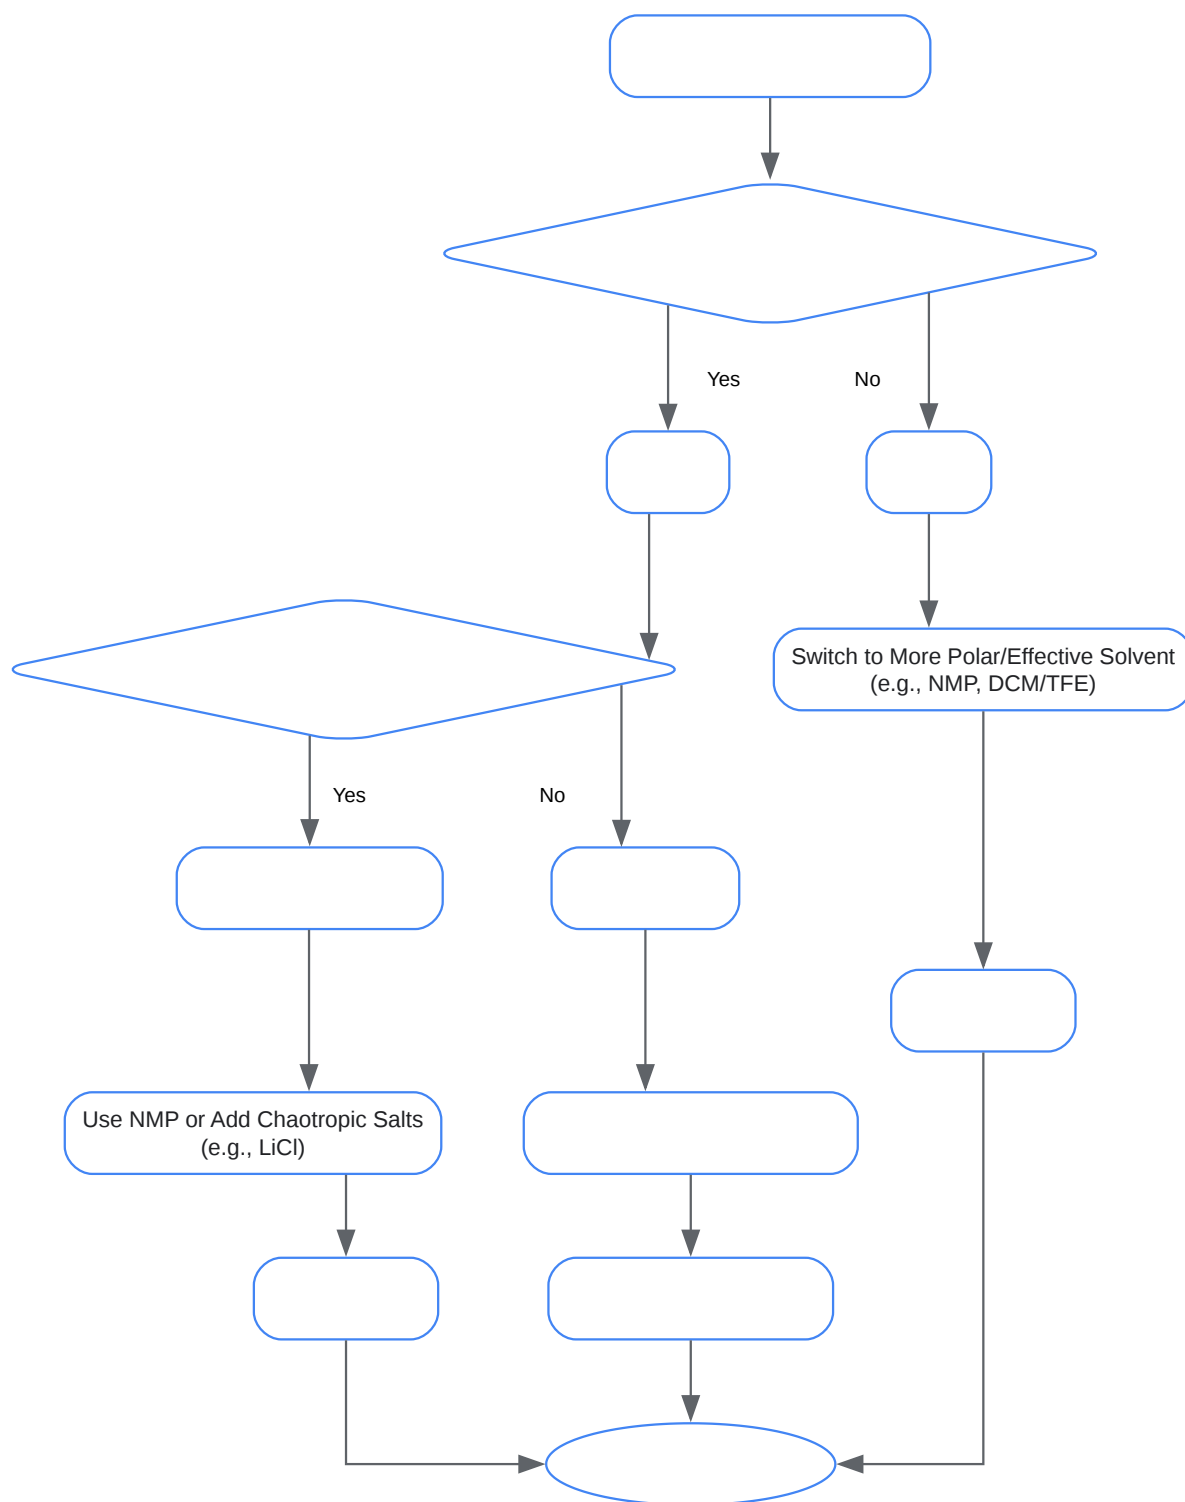 Yes
No
Switch to More Polar/Effective Solvent
(e.g., NMP, DCM/TFE)
Yes
No
Use NMP or Add Chaotropic Salts
(e.g., LiCl)